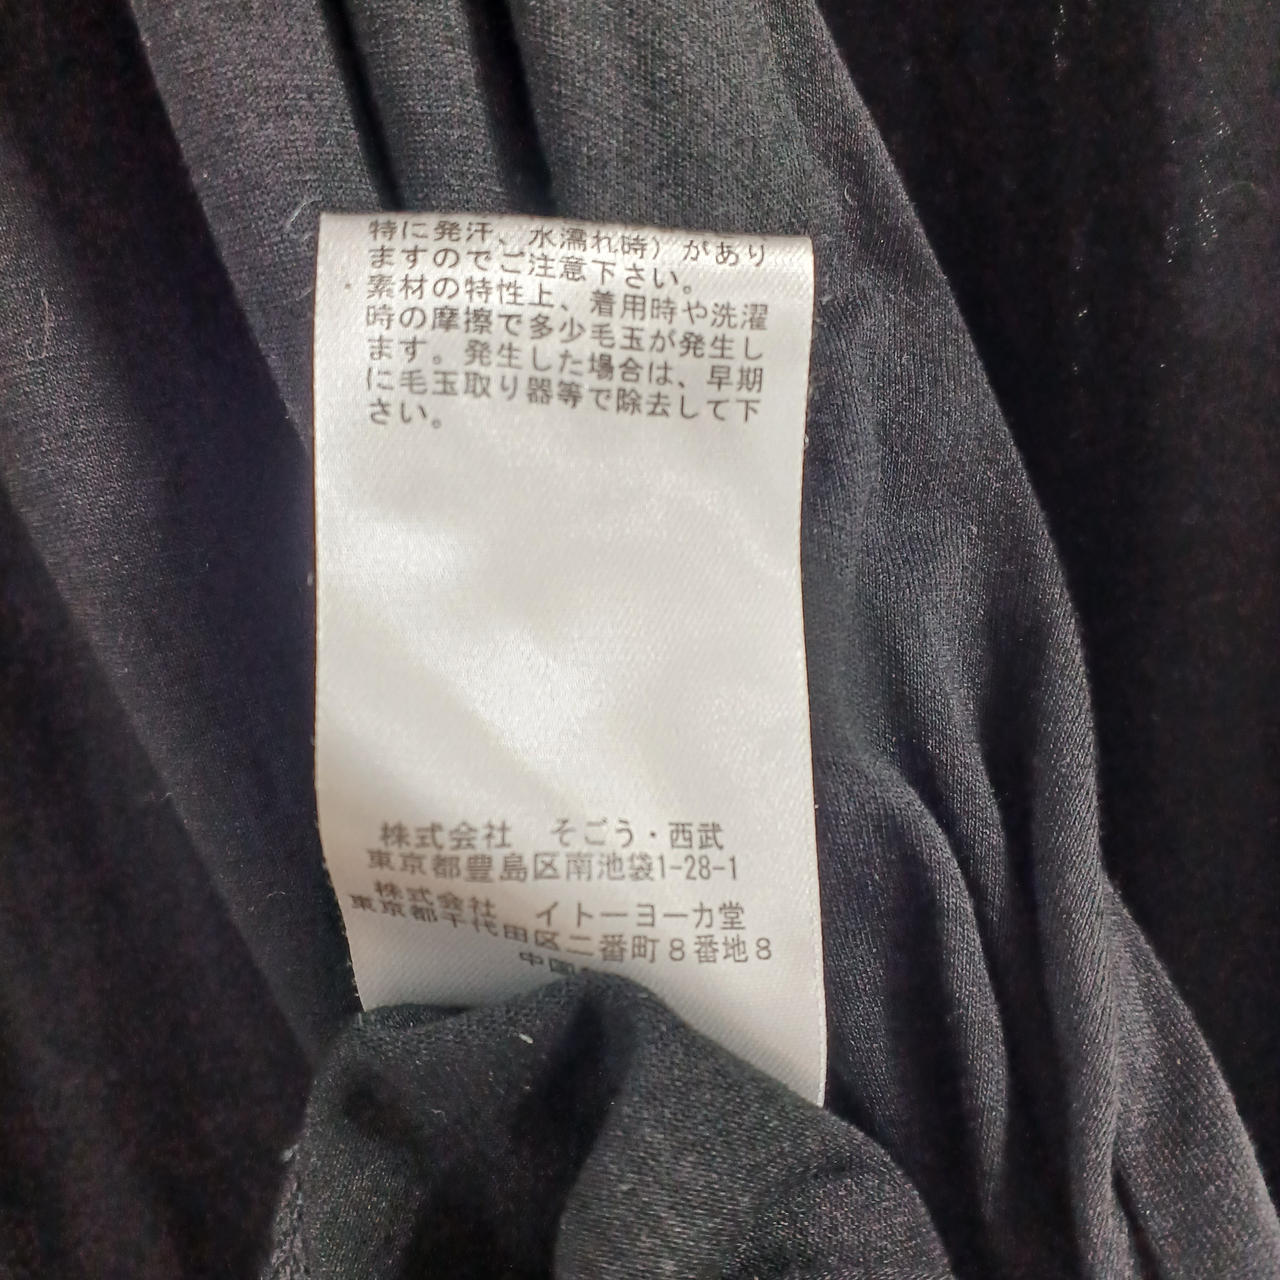 特に発汗、水濡れ時)があり
ますのでご注意下さい。
素材の特性上、着用時や洗濯
時の摩擦で多少毛玉が発生し
ます。発生した場合は、早期
に毛玉取り器等で除去して下
さい。
株式会社 そごう・西武
東京都豊島区南池袋1-28-1
株式会社 イトーヨーカ堂
東京都千代田区二番町8番地8
中国